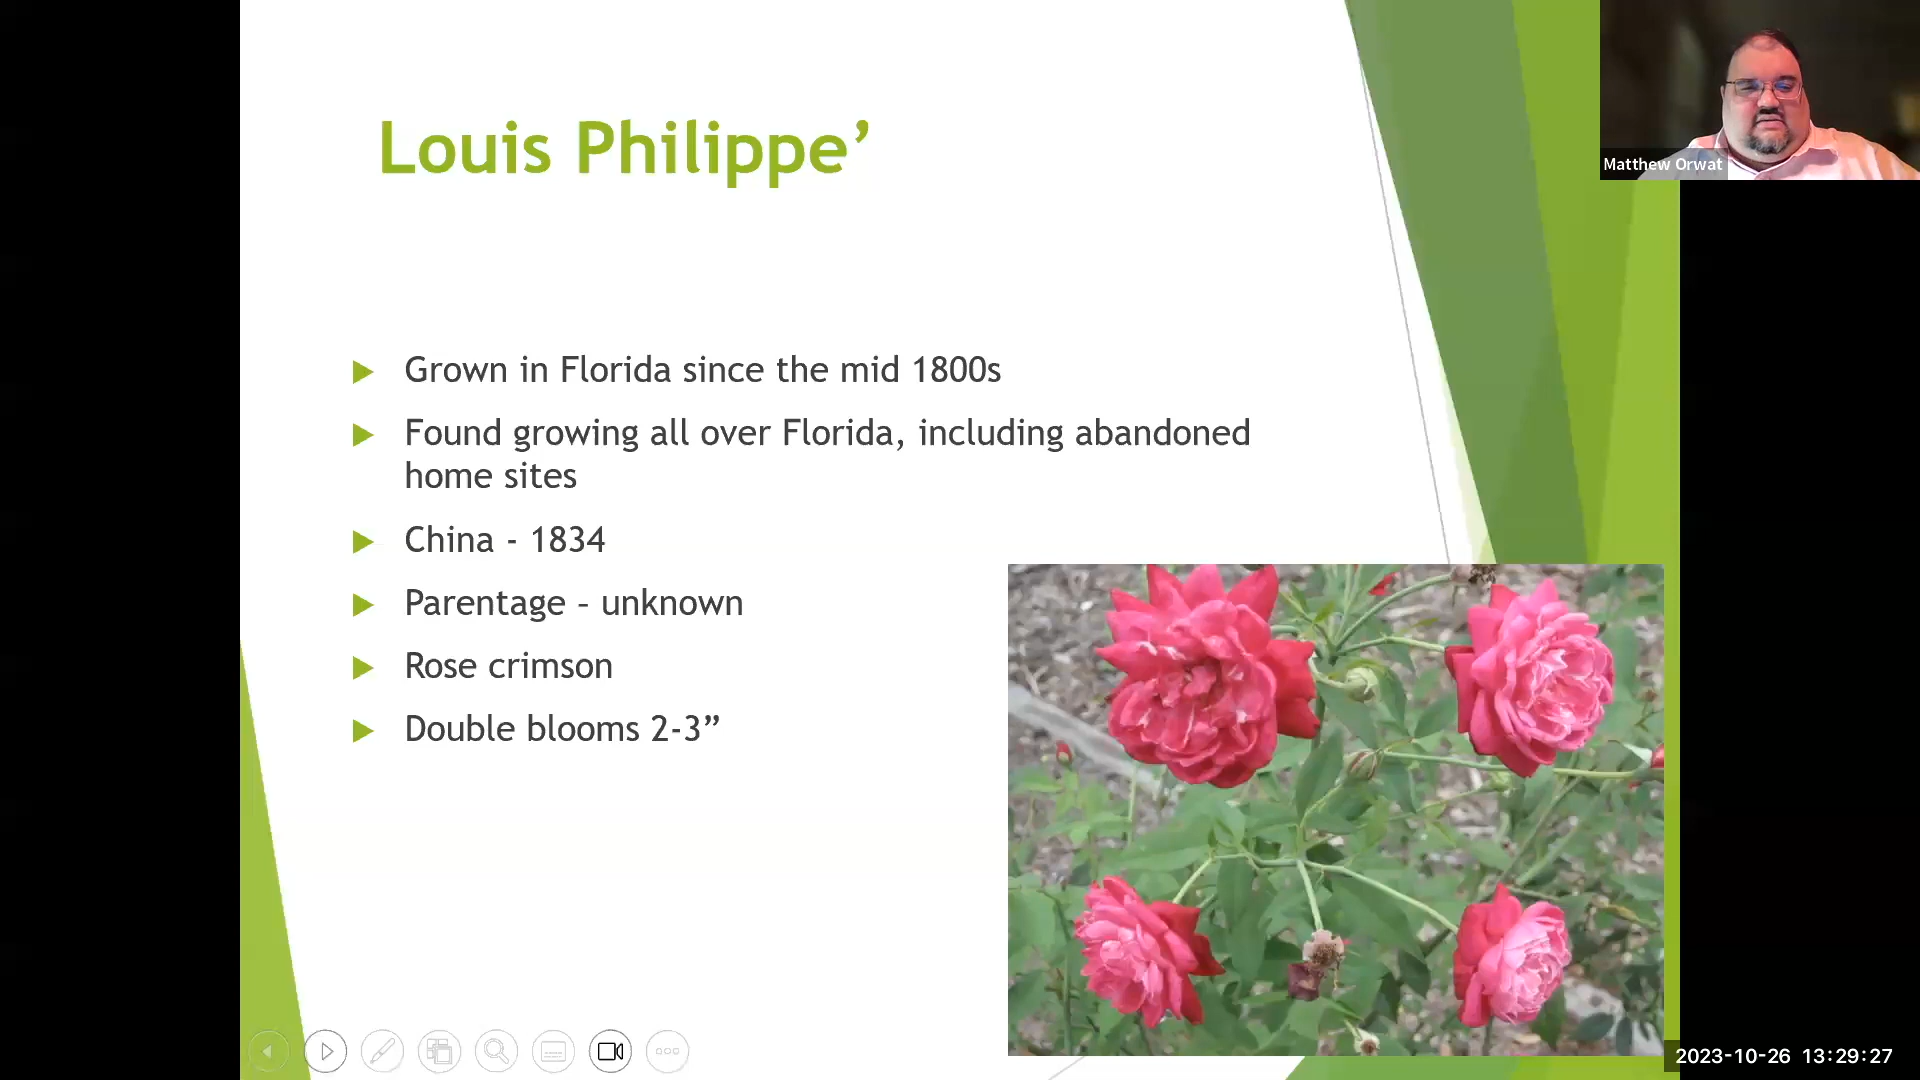 Louis Philippe’
Matthew Orwat
Grown in Florida since the mid 1800s
Found growing all over Florida, including abandoned
home sites
China - 1834
Parentage – unknown
Rose crimson
Double blooms 2-3”
2023-10-26 13:29:27